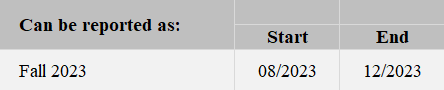 Can be reported as:
Start End
Fall 2023 08/2023 12/2023